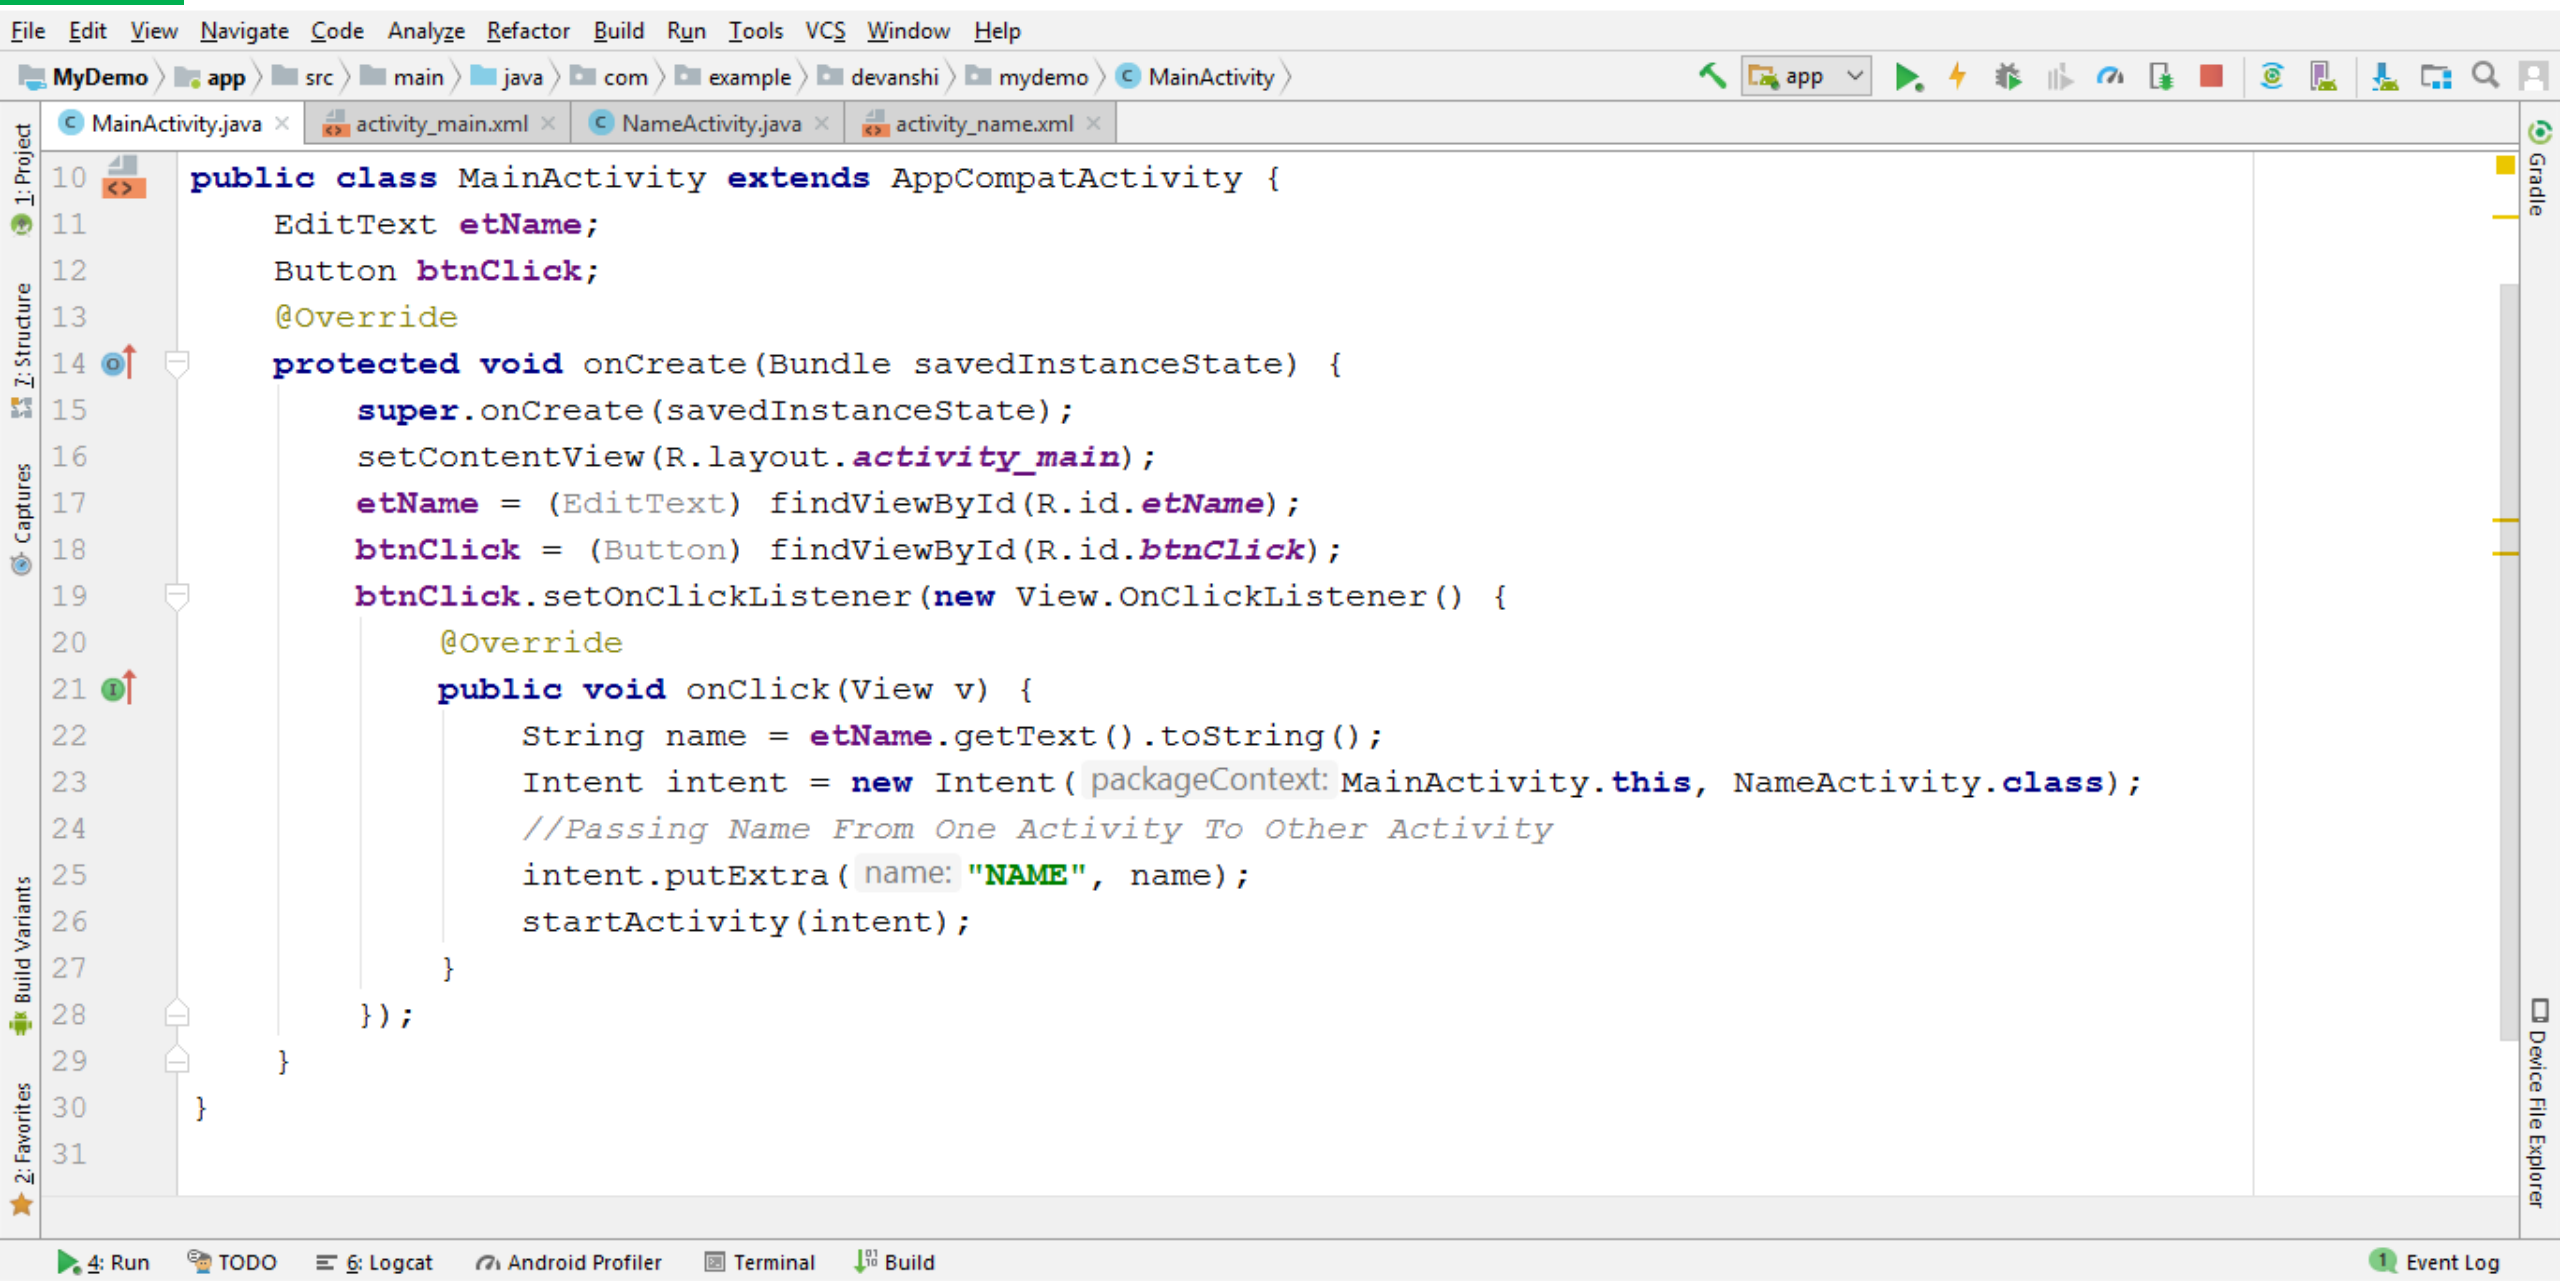 File Edit View Navigate Code Analyze Refactor Build Run Tools VCS Window Help
MyDemo app src main java com example devanshi mydemo MainActivity app
MainActivity.java activity_main.xml NameActivity.java activity_name.xml
1: Project
7: Structure
Captures
Build Variants
2: Favorites
10 public class MainActivity extends AppCompatActivity {
11 EditText etName;
12 Button btnClick;
13 @Override
14 protected void onCreate(Bundle savedInstanceState) {
15 super.onCreate(savedInstanceState);
16 setContentView(R.layout.activity_main);
17 etName = (EditText) findViewById(R.id.etName);
18 btnClick = (Button) findViewById(R.id.btnClick);
19 btnClick.setOnClickListener(new View.OnClickListener() {
20 @Override
21 public void onClick(View v) {
22 String name = etName.getText().toString();
23 Intent intent = new Intent( packageContext: MainActivity.this, NameActivity.class);
24 //Passing Name From One Activity To Other Activity
25 intent.putExtra( name: "NAME", name);
26 startActivity(intent);
27 }
28 });
29 }
30 }
31
Gradle
Device File Explorer
4: Run TODO 6: Logcat Android Profiler Terminal Build 1 Event Log